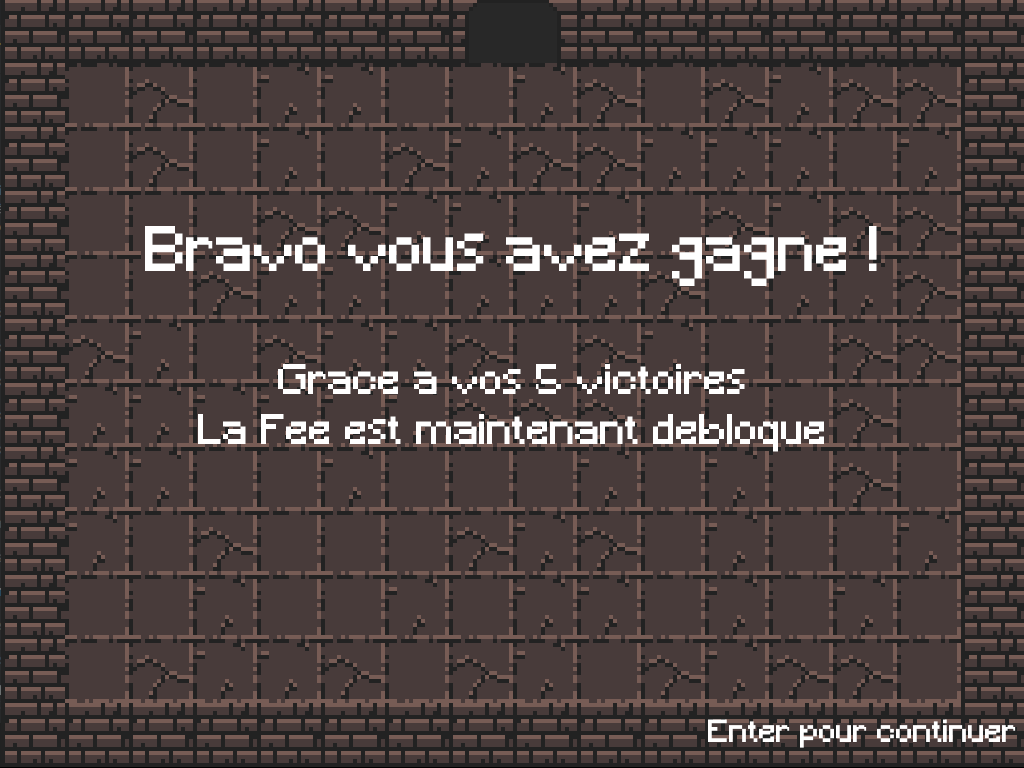 Bravo vous avez gagne !
Grace a vos 5 victoires
La Fee est maintenant debloque
Enter pour continuer